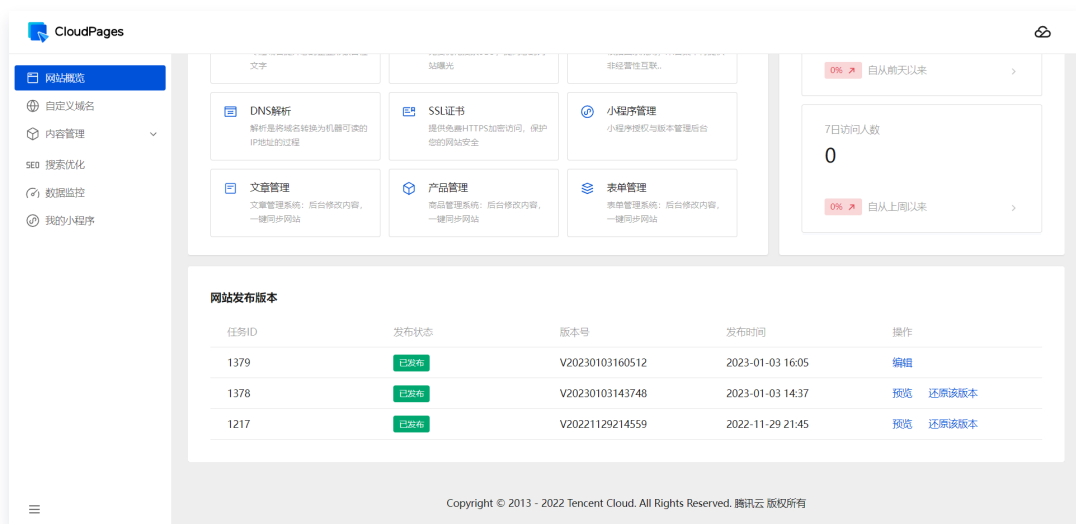 CloudPages
网站概览
自定义域名
内容管理
SEO 搜索优化
数据监控
我的小程序
文字
站曝光
非经营性互联..
0% 自从前天以来
DNS解析
解析是将域名转换为机器可读的
IP地址的过程
SSL证书
提供免费HTTPS加密访问，保护
您的网站安全
小程序管理
小程序授权与版本管理后台
文章管理
文章管理系统：后台修改内容，
一键同步网站
产品管理
商品管理系统：后台修改内容，
一键同步网站
表单管理
表单管理系统：后台修改内容，
一键同步网站
7日访问人数
0
0% 自从上周以来
网站发布版本
任务ID 发布状态 版本号 发布时间 操作
1379 已发布 V20230103160512 2023-01-03 16:05 编辑
1378 已发布 V20230103143748 2023-01-03 14:37 预览 还原该版本
1217 已发布 V20221129214559 2022-11-29 21:45 预览 还原该版本
Copyright © 2013 - 2022 Tencent Cloud. All Rights Reserved. 腾讯云 版权所有